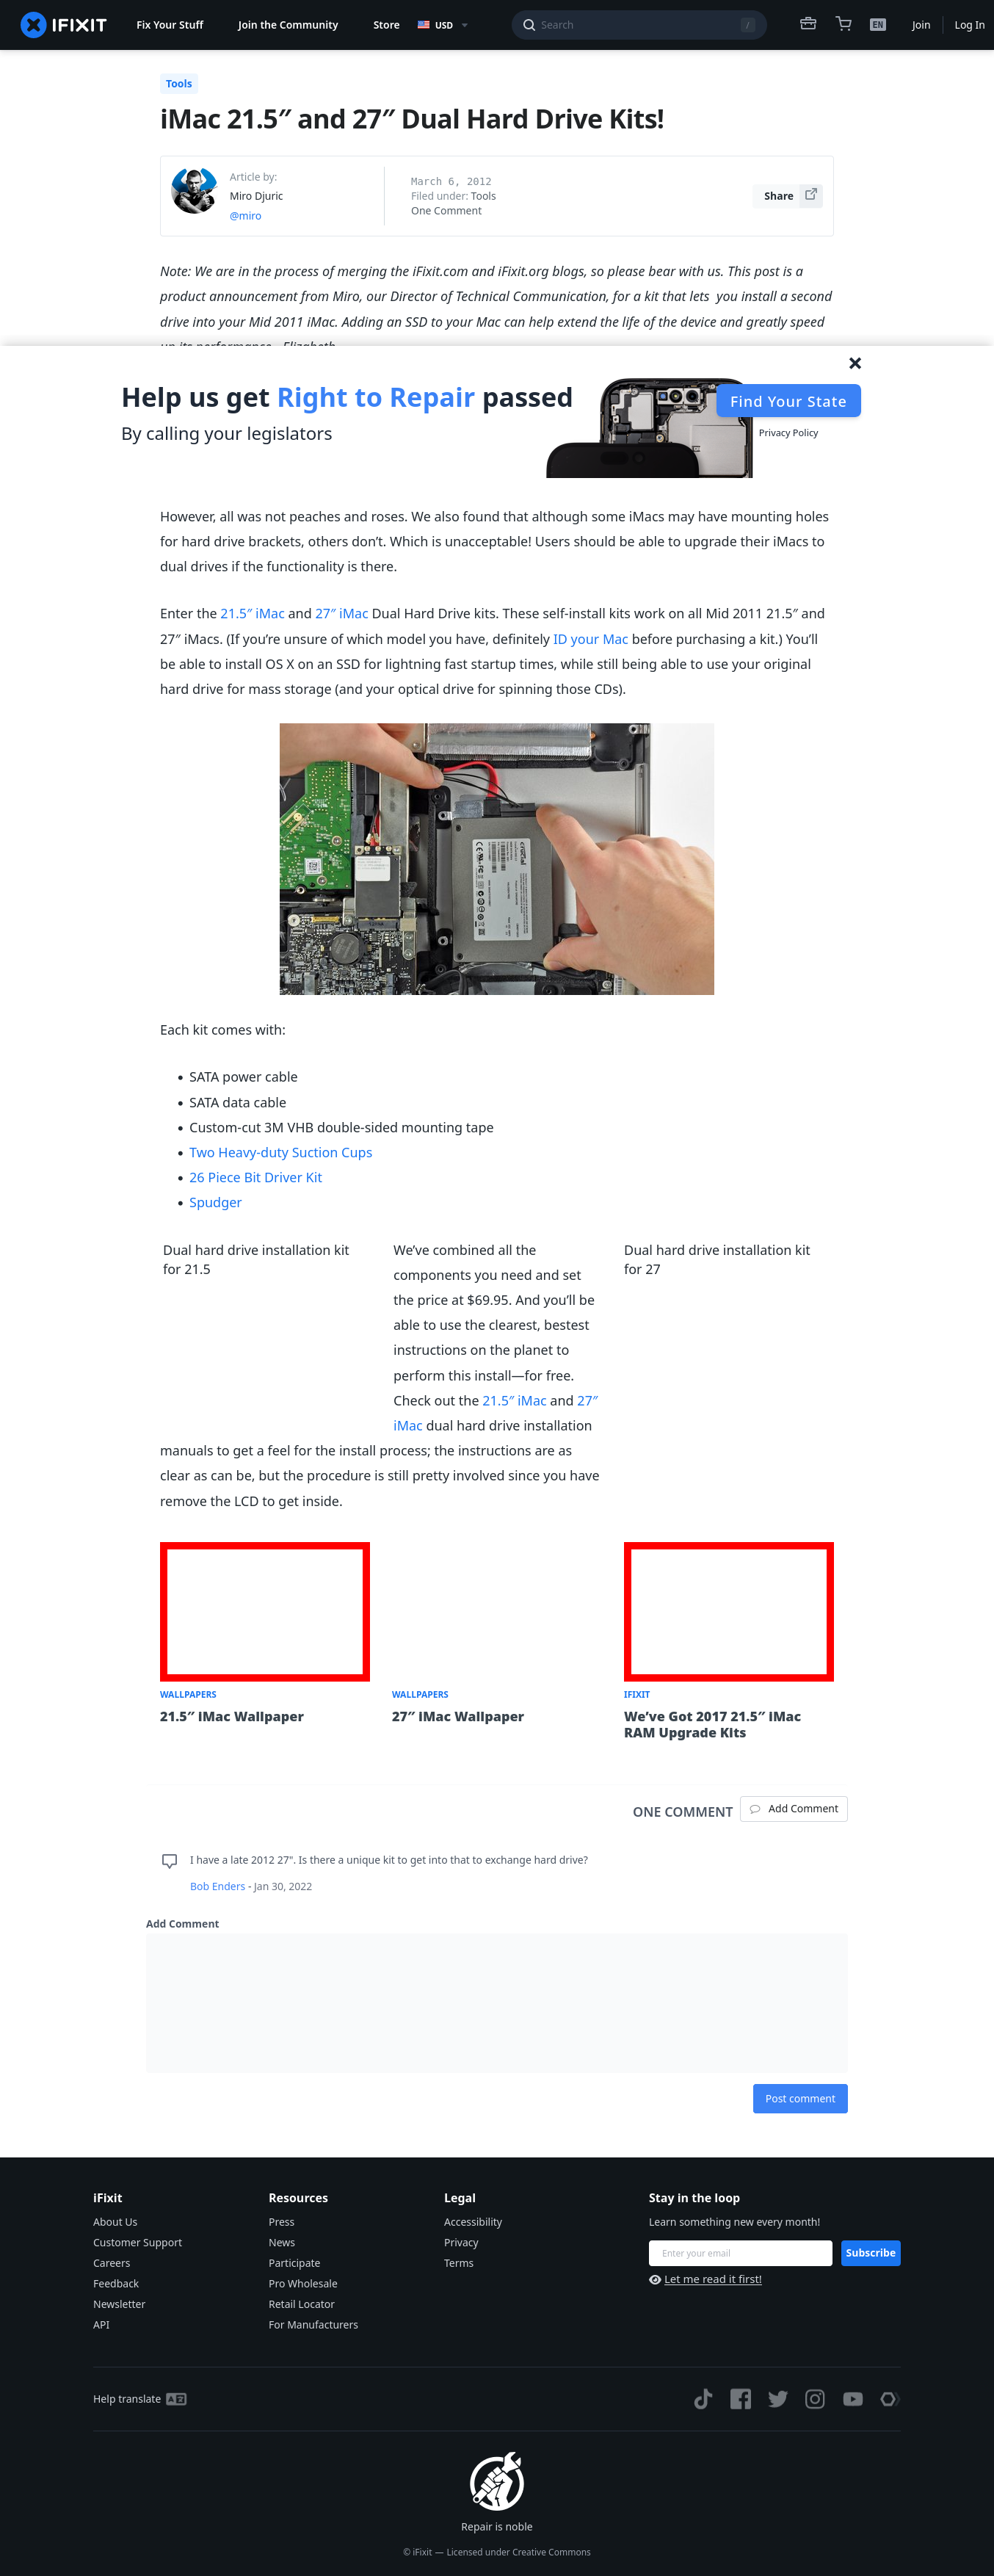 IFIXIT Fix Your Stuff Join the Community Store USD Search / EN Join Log In
Tools
iMac 21.5″ and 27″ Dual Hard Drive Kits!
Article by:
Miro Djuric
@miro
March 6, 2012
Filed under: Tools
One Comment
Share
Note: We are in the process of merging the iFixit.com and iFixit.org blogs, so please bear with us. This post is a
product announcement from Miro, our Director of Technical Communication, for a kit that lets  you install a second
drive into your Mid 2011 iMac. Adding an SSD to your Mac can help extend the life of the device and greatly speed
Help us get Right to Repair passed
By calling your legislators
Find Your State
Privacy Policy
However, all was not peaches and roses. We also found that although some iMacs may have mounting holes
for hard drive brackets, others don’t. Which is unacceptable! Users should be able to upgrade their iMacs to
dual drives if the functionality is there.
Enter the 21.5″ iMac and 27″ iMac Dual Hard Drive kits. These self-install kits work on all Mid 2011 21.5″ and
27″ iMacs. (If you’re unsure of which model you have, definitely ID your Mac before purchasing a kit.) You’ll
be able to install OS X on an SSD for lightning fast startup times, while still being able to use your original
hard drive for mass storage (and your optical drive for spinning those CDs).
crucial
Each kit comes with:
SATA power cable
SATA data cable
Custom-cut 3M VHB double-sided mounting tape
Two Heavy-duty Suction Cups
26 Piece Bit Driver Kit
Spudger
Dual hard drive installation kit
for 21.5
We’ve combined all the
components you need and set
the price at $69.95. And you’ll be
able to use the clearest, bestest
instructions on the planet to
perform this install—for free.
Check out the 21.5″ iMac and 27″
iMac dual hard drive installation
manuals to get a feel for the install process; the instructions are as
clear as can be, but the procedure is still pretty involved since you have
remove the LCD to get inside.
Dual hard drive installation kit
for 27
WALLPAPERS
21.5″ iMac Wallpaper
WALLPAPERS
27″ iMac Wallpaper
IFIXIT
We’ve Got 2017 21.5″ iMac
RAM Upgrade Kits
ONE COMMENT
Add Comment
I have a late 2012 27". Is there a unique kit to get into that to exchange hard drive?
Bob Enders - Jan 30, 2022
Add Comment
Post comment
iFixit
About Us
Customer Support
Careers
Feedback
Newsletter
API
Resources
Press
News
Participate
Pro Wholesale
Retail Locator
For Manufacturers
Legal
Accessibility
Privacy
Terms
Stay in the loop
Learn something new every month!
Enter your email
Subscribe
Let me read it first!
Help translate
Repair is noble
© iFixit — Licensed under Creative Commons